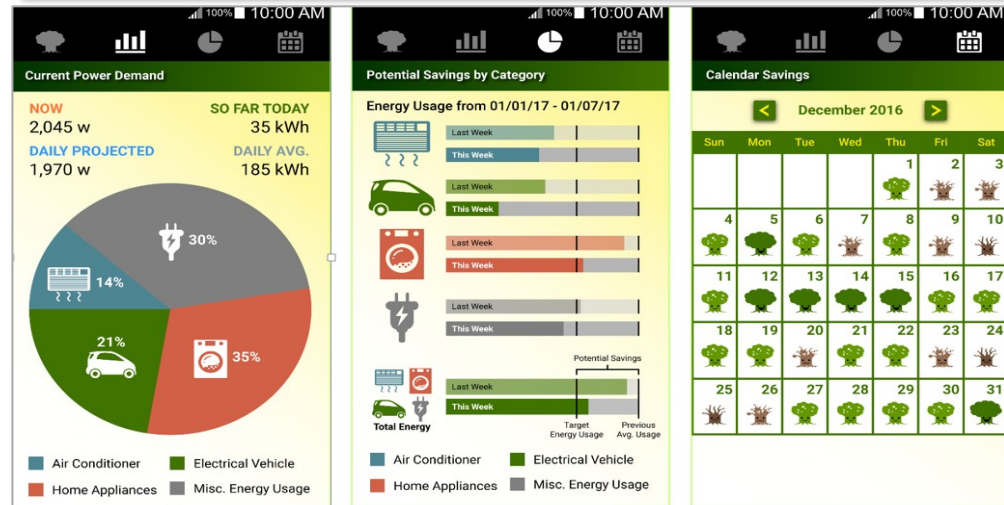 100% 10:00 AM
Current Power Demand
NOW SO FAR TODAY
2,045 w 35 kWh
DAILY PROJECTED DAILY AVG.
1,970 w 185 kWh
30%
14%
21%
35%
Air Conditioner Electrical Vehicle
Home Appliances Misc. Energy Usage
100% 10:00 AM
Potential Savings by Category
Energy Usage from 01/01/17 - 01/07/17
Last Week
This Week
Last Week
This Week
Last Week
This Week
Last Week
This Week
Potential Savings
Last Week
This Week
Total Energy
Target Previous
Energy Usage Avg. Usage
Air Conditioner Electrical Vehicle
Home Appliances Misc. Energy Usage
100% 10:00 AM
Calendar Savings
< December 2016 >
Sun Mon Tue Wed Thu Fri Sat
1 2 3
4 5 6 7 8 9 10
11 12 13 14 15 16 17
18 19 20 21 22 23 24
25 26 27 28 29 30 31